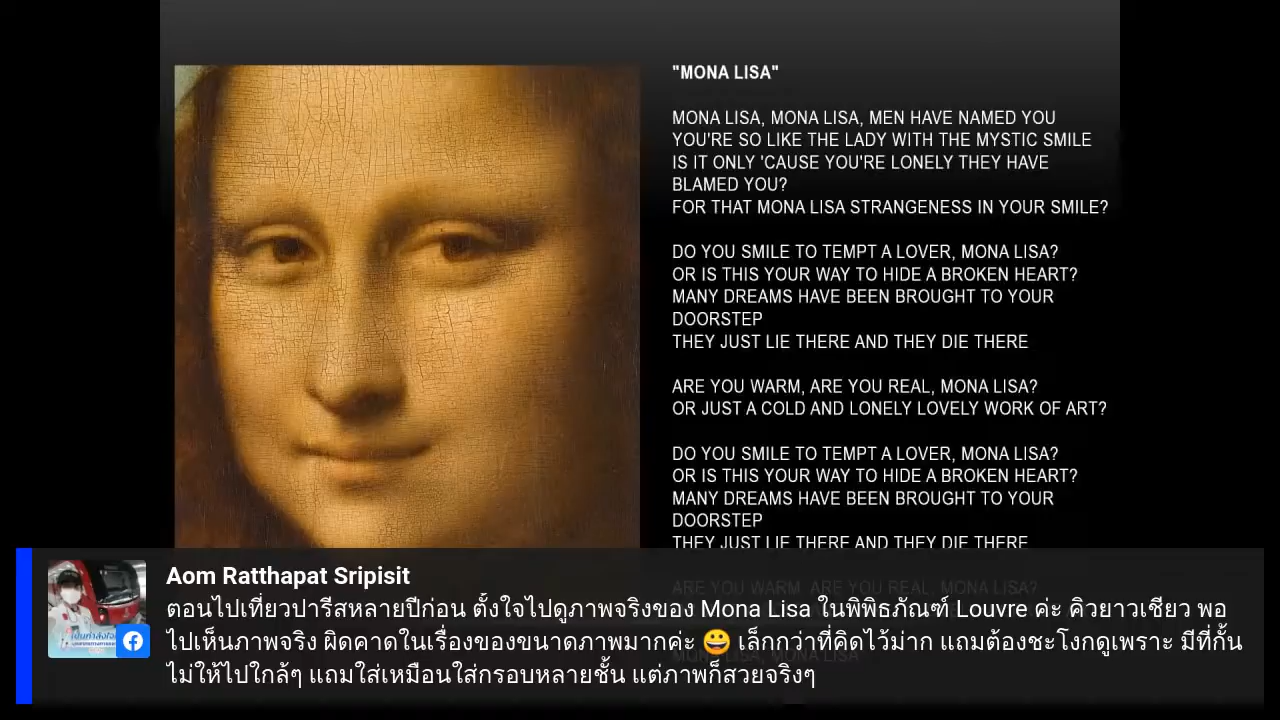 "MONA LISA"
MONA LISA, MONA LISA, MEN HAVE NAMED YOU
YOU'RE SO LIKE THE LADY WITH THE MYSTIC SMILE
IS IT ONLY 'CAUSE YOU'RE LONELY THEY HAVE
BLAMED YOU?
FOR THAT MONA LISA STRANGENESS IN YOUR SMILE?
DO YOU SMILE TO TEMPT A LOVER, MONA LISA?
OR IS THIS YOUR WAY TO HIDE A BROKEN HEART?
MANY DREAMS HAVE BEEN BROUGHT TO YOUR
DOORSTEP
THEY JUST LIE THERE AND THEY DIE THERE
ARE YOU WARM, ARE YOU REAL, MONA LISA?
OR JUST A COLD AND LONELY LOVELY WORK OF ART?
DO YOU SMILE TO TEMPT A LOVER, MONA LISA?
OR IS THIS YOUR WAY TO HIDE A BROKEN HEART?
MANY DREAMS HAVE BEEN BROUGHT TO YOUR
DOORSTEP
THEY JUST LIE THERE AND THEY DIE THERE
ARE YOU WARM, ARE YOU REAL, MONA LISA?
MONA LISA, MONA LISA
Aom Ratthapat Sripisit
ตอนไปเที่ยวปารีสหลายปีก่อน ตั้งใจไปดูภาพจริงของ Mona Lisa ในพิพิธภัณฑ์ Louvre ค่ะ คิวยาวเชียว พอ
ไปเห็นภาพจริง ผิดคาดในเรื่องของขนาดภาพมากค่ะ 😀 เล็กกว่าที่คิดไว้ม่าก แถมต้องชะโงกดูเพราะ มีที่กั้น
ไม่ให้ไปใกล้ๆ แถมใส่เหมือนใส่กรอบหลายชั้น แต่ภาพก็สวยจริงๆ